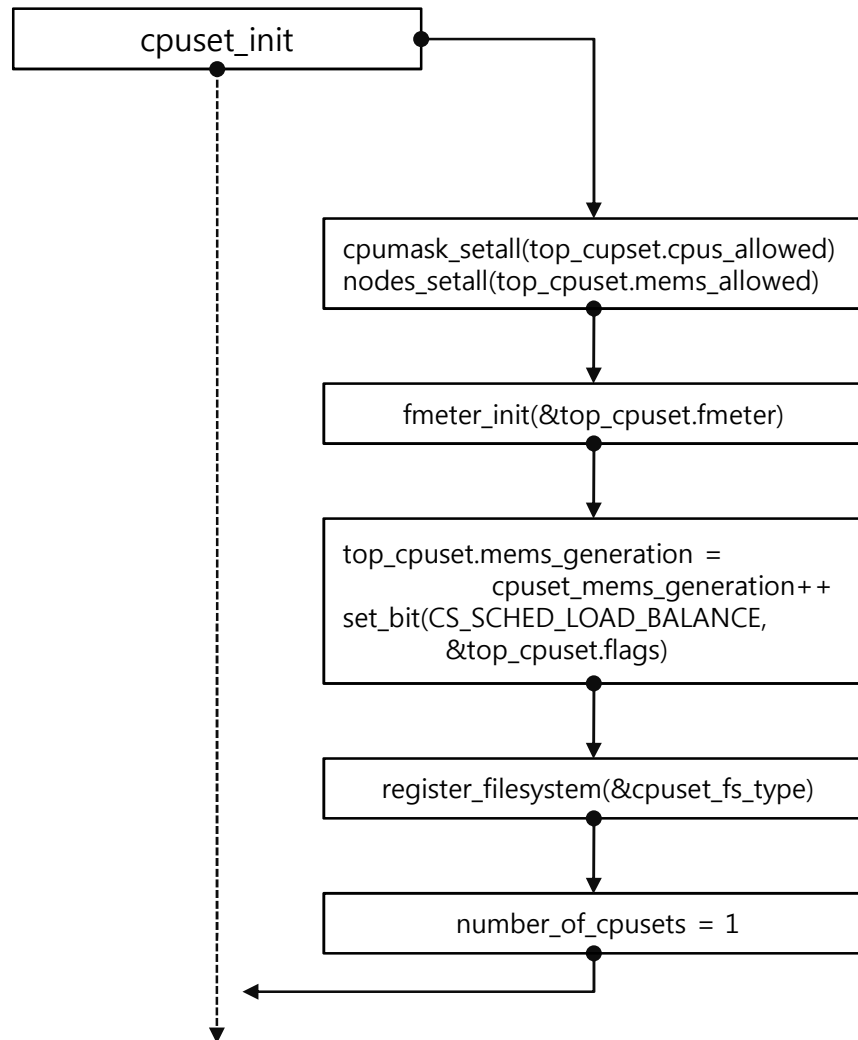 cpuset_init
cpumask_setall(top_cupset.cpus_allowed)
nodes_setall(top_cpuset.mems_allowed)
fmeter_init(&top_cpuset.fmeter)
top_cpuset.mems_generation =
cpuset_mems_generation++
set_bit(CS_SCHED_LOAD_BALANCE,
&top_cpuset.flags)
register_filesystem(&cpuset_fs_type)
number_of_cpusets = 1